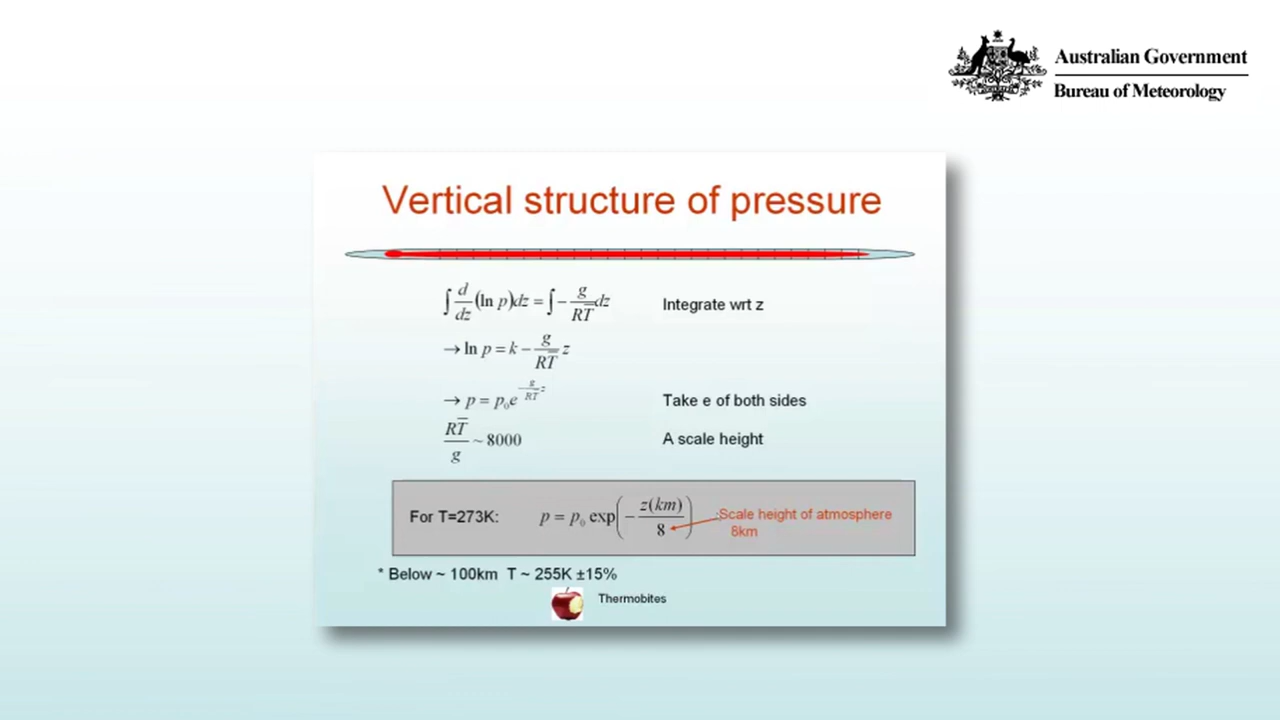 Australian Government
Bureau of Meteorology
Vertical structure of pressure
∫ d/dz (ln p)dz = ∫ − g/(RT̅) dz Integrate wrt z
→ ln p = k − g/(RT̅) z
→ p = p₀e^(−g/(RT̅) z) Take e of both sides
RT̅/g ~ 8000 A scale height
For T=273K: p = p₀ exp(− z(km)/8) Scale height of atmosphere
8km
* Below ~ 100km T ~ 255K ±15%
Thermobites